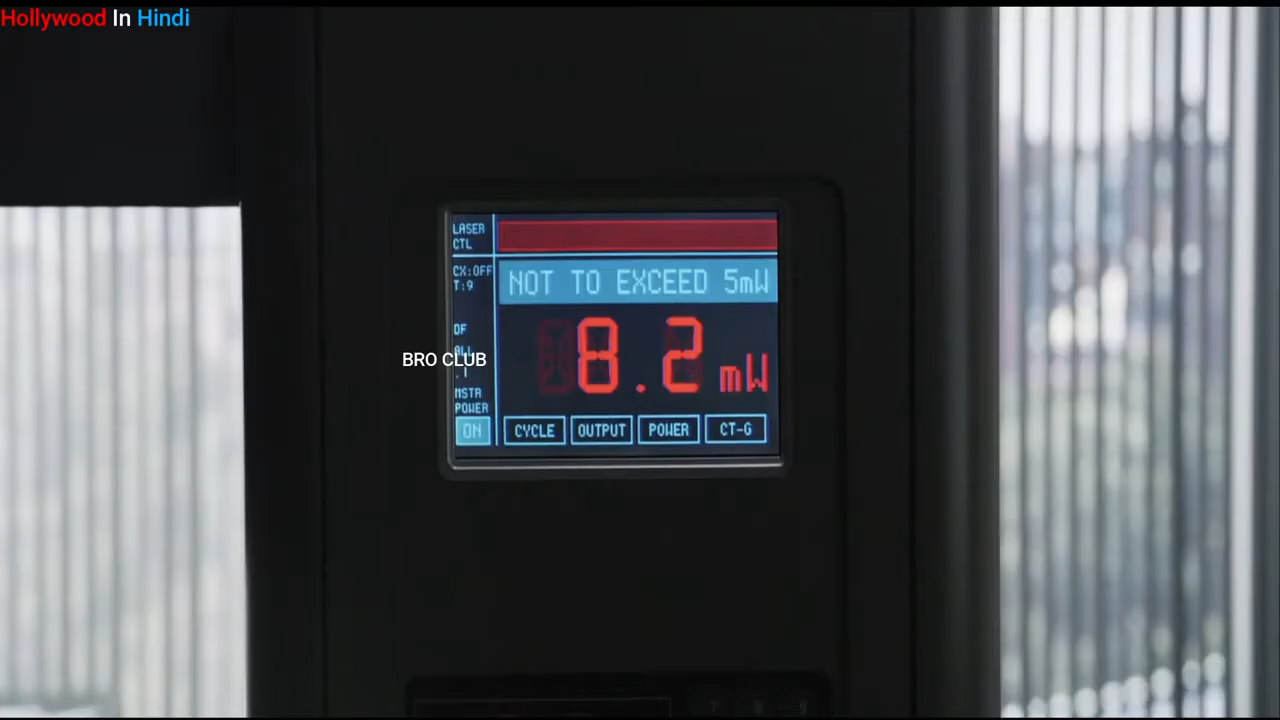 Hollywood In Hindi
LASER
CTL
CX:OFF
T:9
NOT TO EXCEED 5mW
8.2 mW
BRO CLUB
MSTR
POWER
ON
CYCLE
OUTPUT
POWER
CT-G